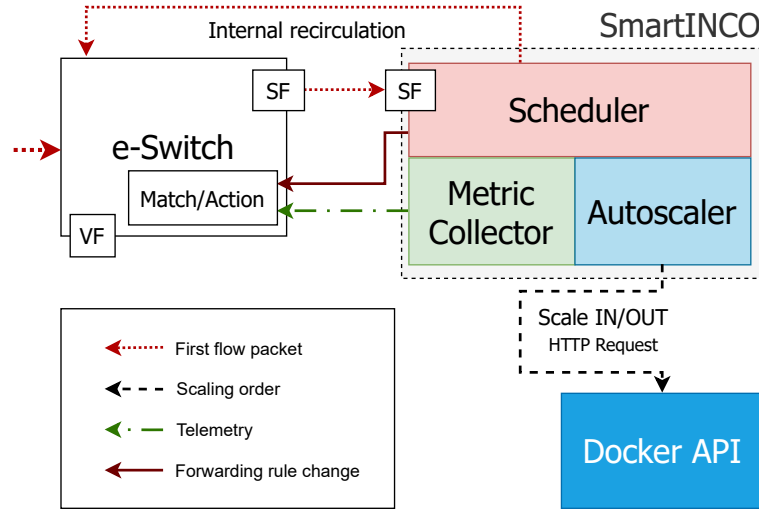 Internal recirculation
SmartINCO
SF
SF
Scheduler
e-Switch
Match/Action
Metric
Collector
Autoscaler
VF
Scale IN/OUT
HTTP Request
First flow packet
Scaling order
Telemetry
Forwarding rule change
Docker API